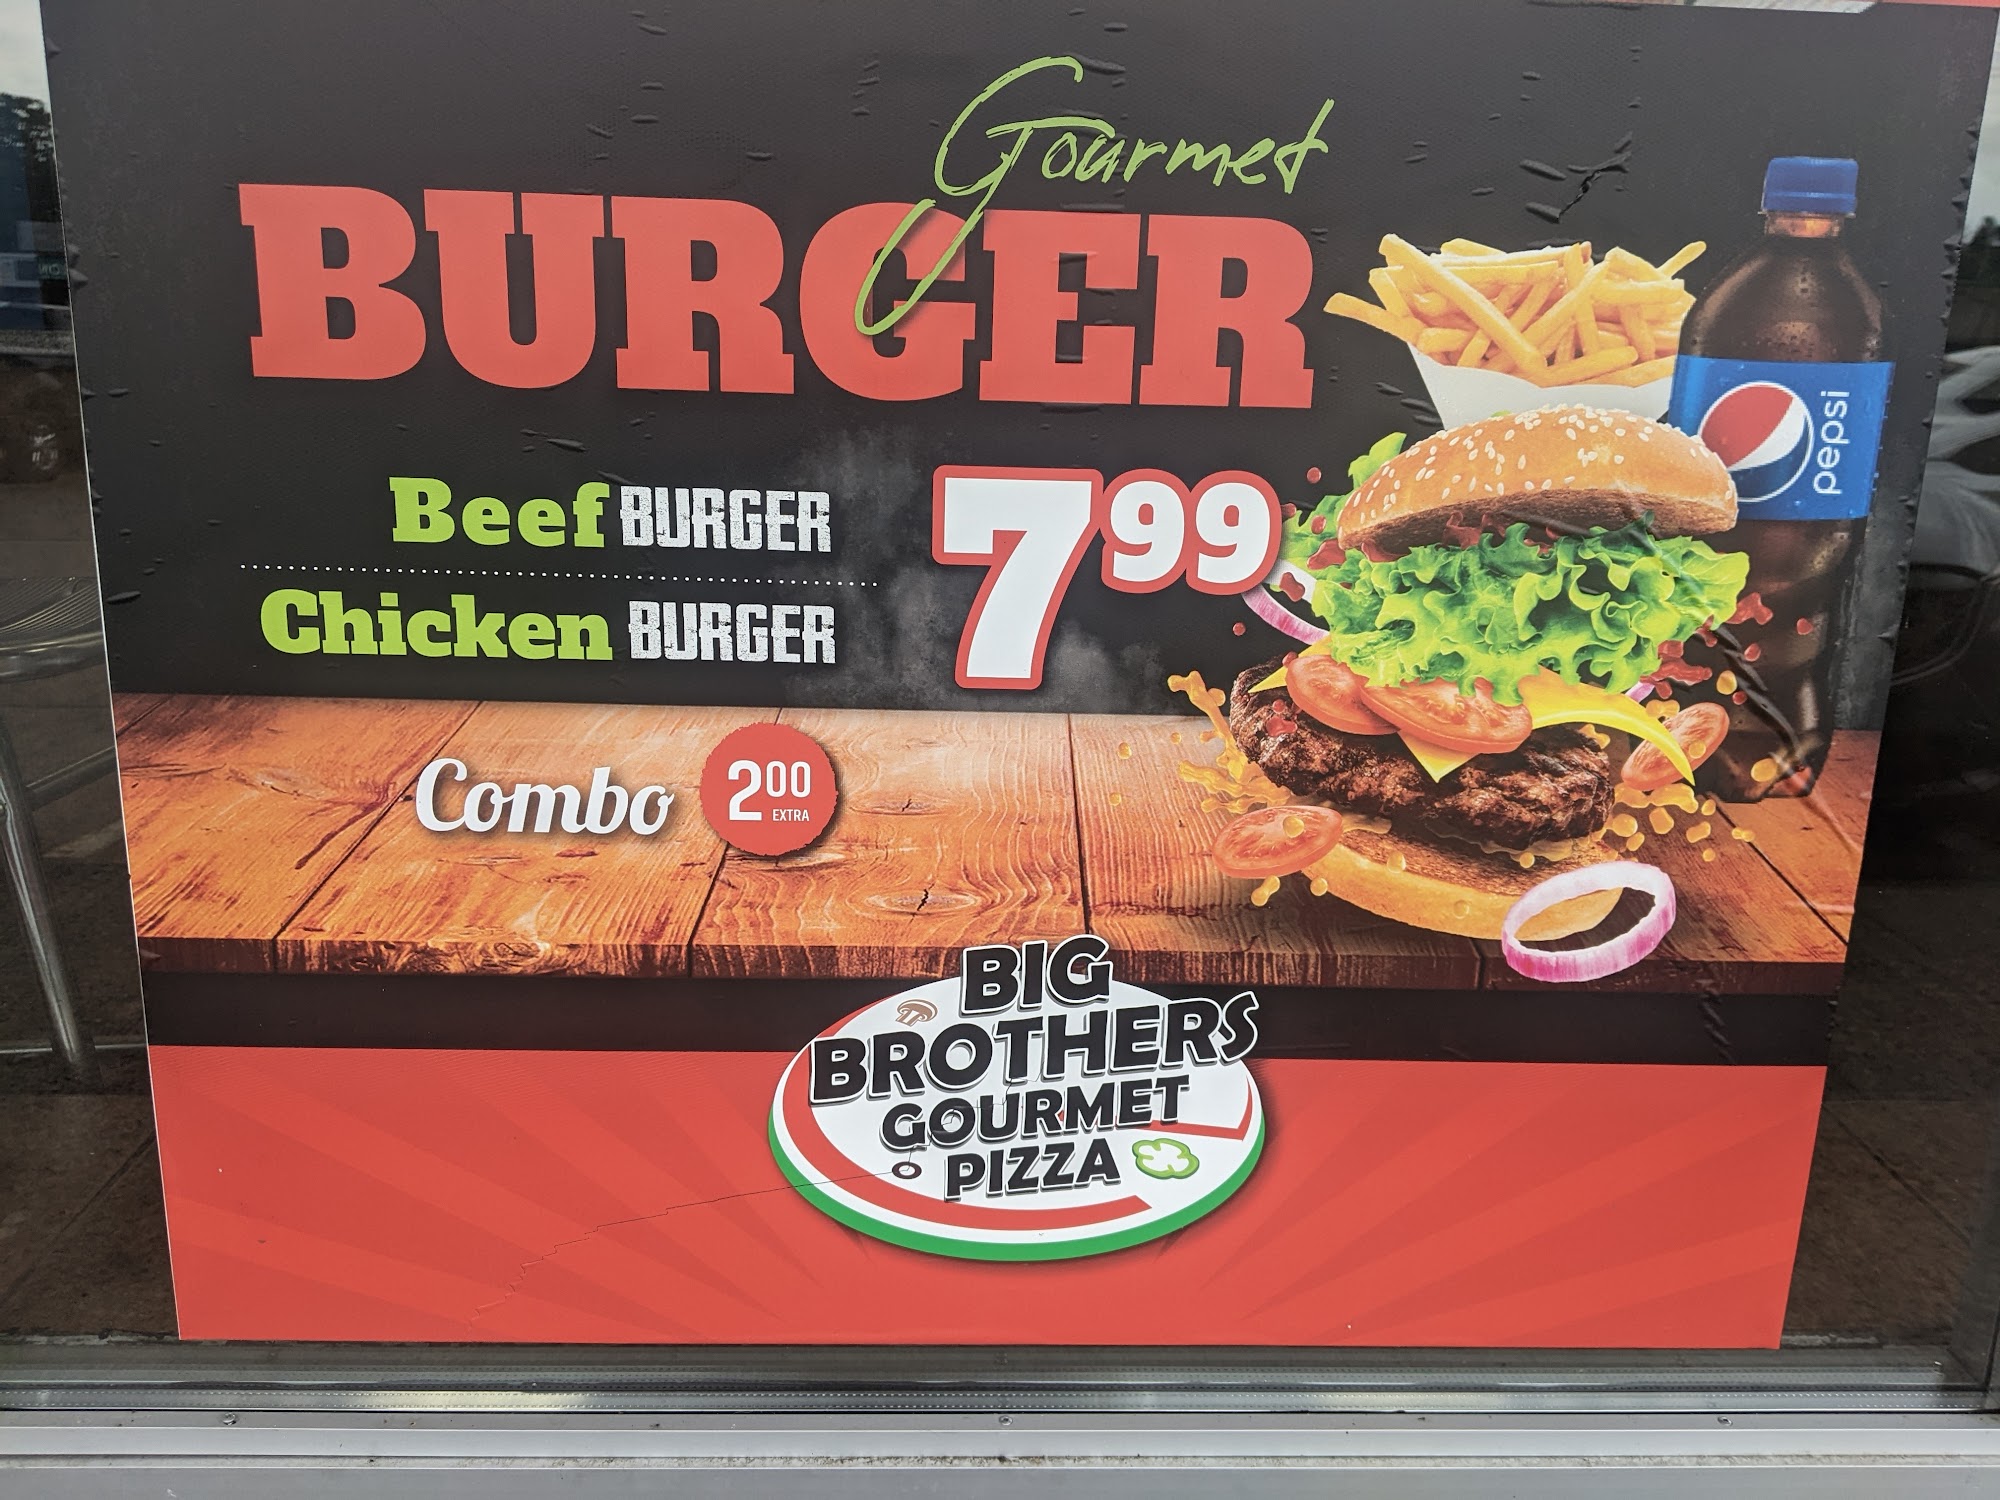 Gourmet
BURGER
Beef BURGER
Chicken BURGER
7 99
Combo 2 00 EXTRA
pepsi
BIG
BROTHERS
GOURMET
PIZZA